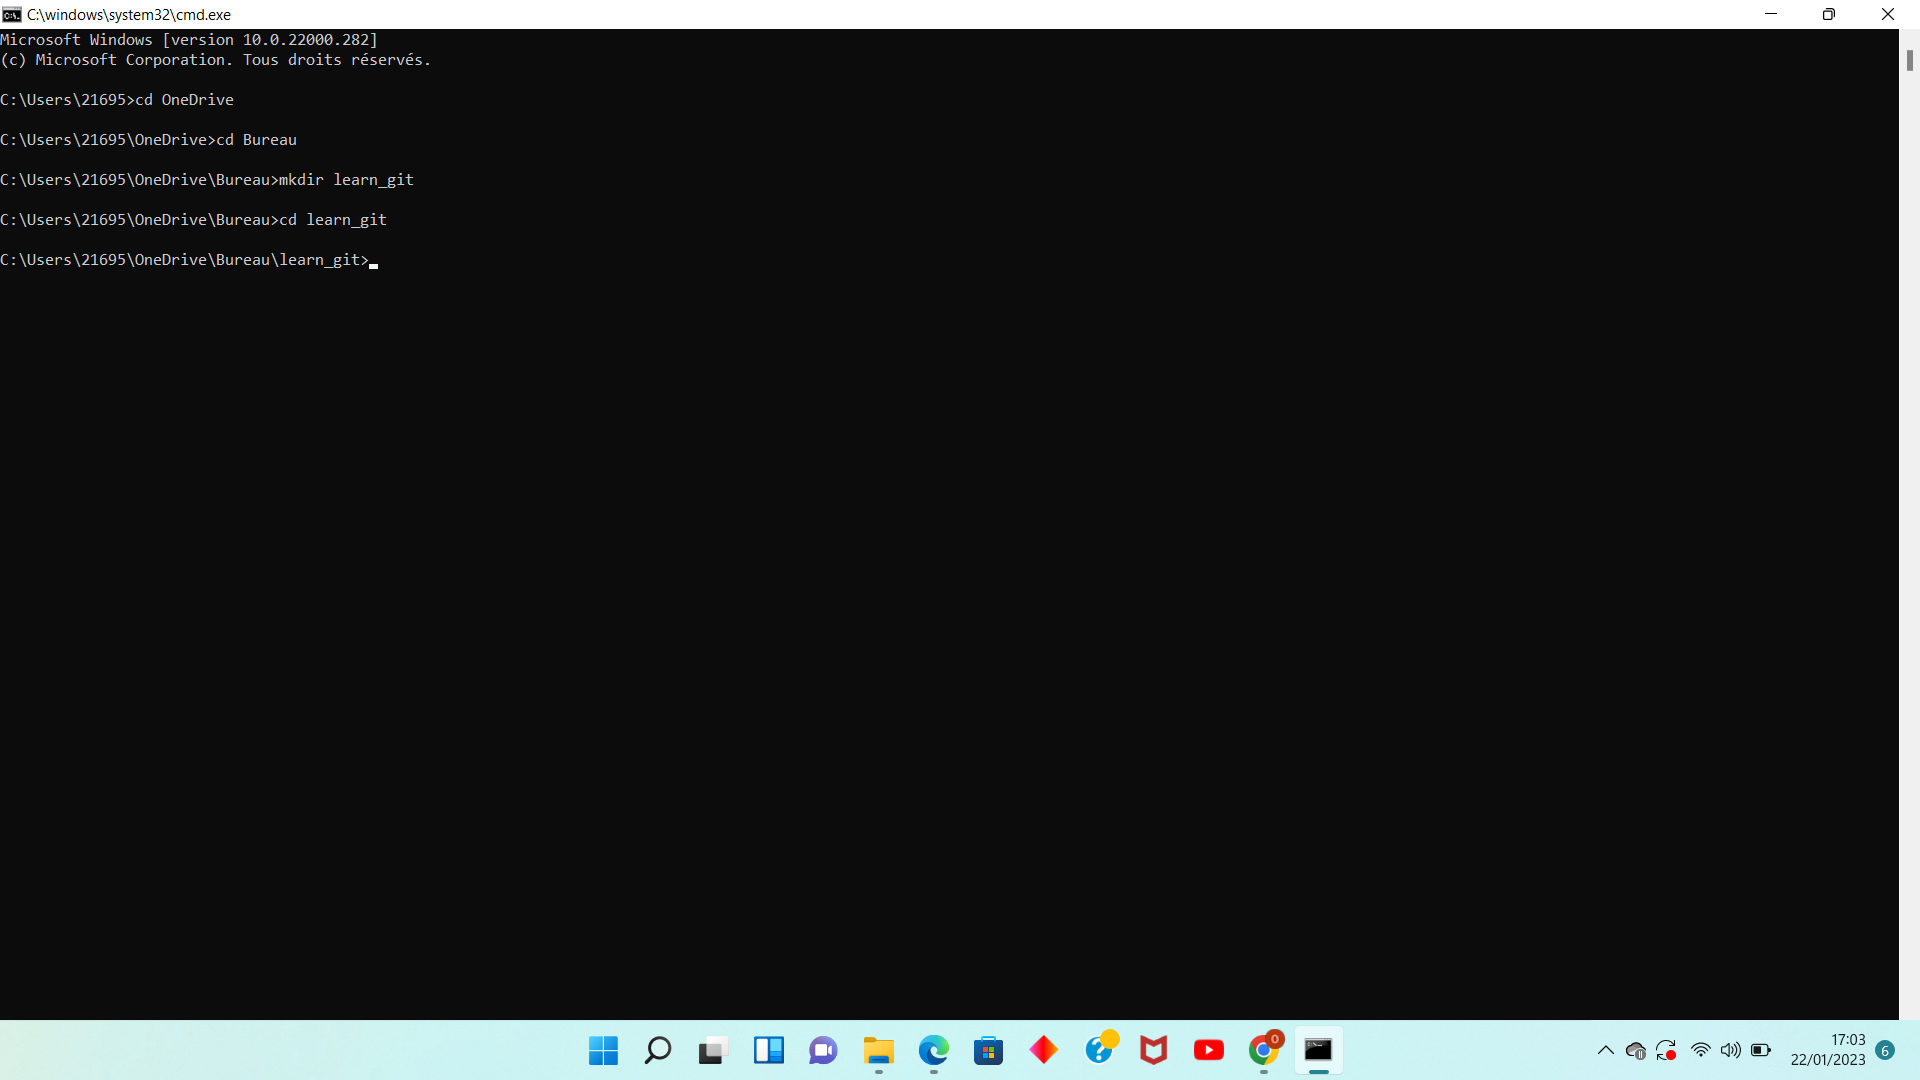 C:\windows\system32\cmd.exe
Microsoft Windows [version 10.0.22000.282]
(c) Microsoft Corporation. Tous droits réservés.
C:\Users\21695>cd OneDrive
C:\Users\21695\OneDrive>cd Bureau
C:\Users\21695\OneDrive\Bureau>mkdir learn_git
C:\Users\21695\OneDrive\Bureau>cd learn_git
C:\Users\21695\OneDrive\Bureau\learn_git>
17:03
22/01/2023
6